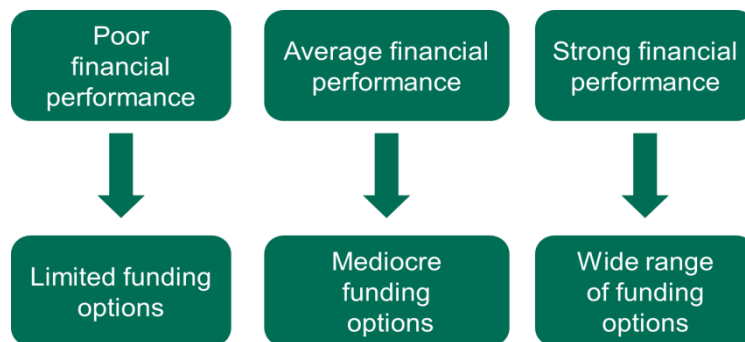 Poor
financial
performance
Average financial
performance
Strong financial
performance
Limited funding
options
Mediocre
funding
options
Wide range
of funding
options